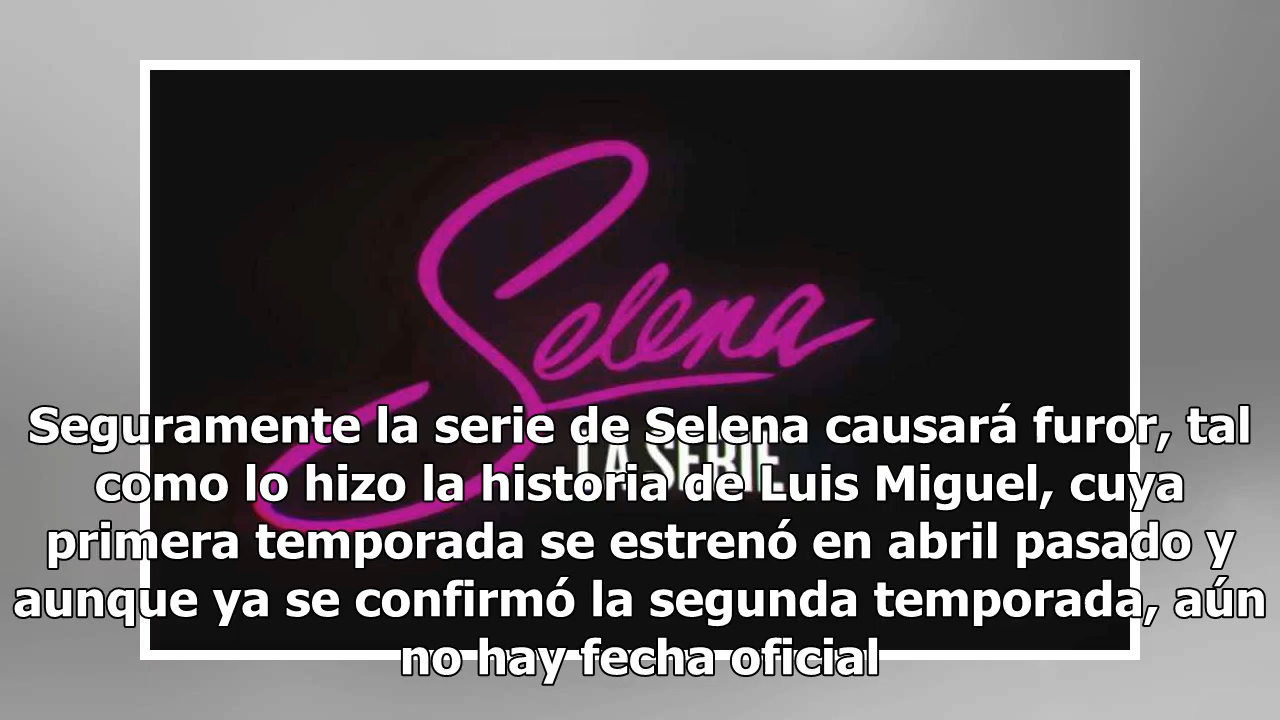 Selena
LA SERIE
Seguramente la serie de Selena causará furor, tal
como lo hizo la historia de Luis Miguel, cuya
primera temporada se estrenó en abril pasado y
aunque ya se confirmó la segunda temporada, aún
no hay fecha oficial